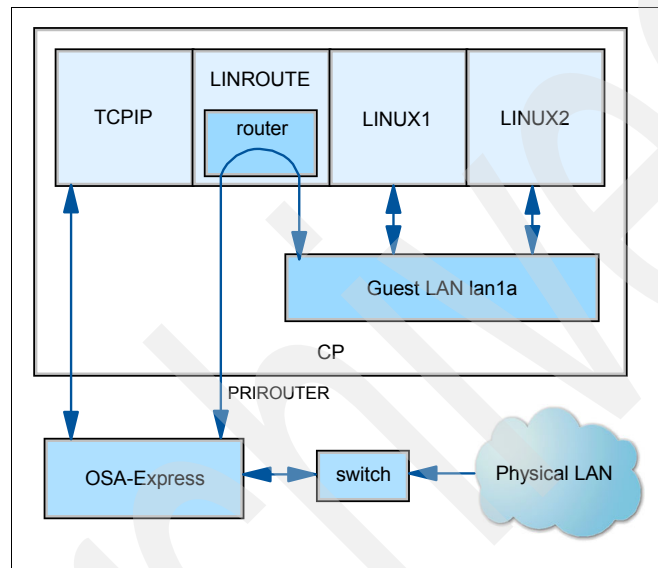 TCPIP
LINROUTE
router
LINUX1
LINUX2
Guest LAN lan1a
CP
PRIROUTER
OSA-Express
switch
Physical LAN